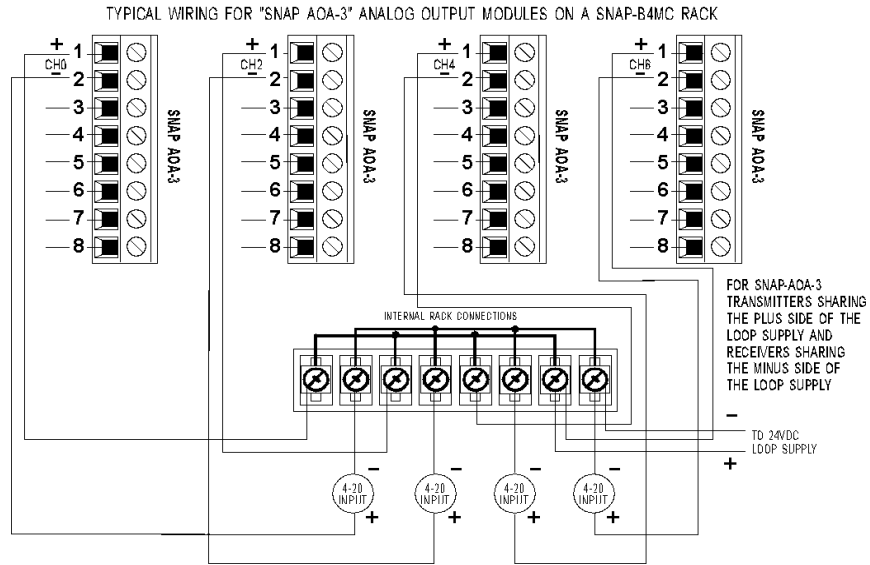 TYPICAL WIRING FOR "SNAP AOA-3" ANALOG OUTPUT MODULES ON A SNAP-B4MC RACK
+ 1
CH0
− 2
3
4
5
6
7
8
SNAP AOA-3
+ 1
CH2
− 2
3
4
5
6
7
8
SNAP AOA-3
+ 1
CH4
− 2
3
4
5
6
7
8
SNAP AOA-3
+ 1
CH6
− 2
3
4
5
6
7
8
SNAP AOA-3
FOR SNAP-AOA-3
TRANSMITTERS SHARING
THE PLUS SIDE OF THE
LOOP SUPPLY AND
RECEIVERS SHARING
THE MINUS SIDE OF
THE LOOP SUPPLY
INTERNAL RACK CONNECTIONS
−
TO 24VDC
LOOP SUPPLY
+
−
4-20
INPUT
+
−
4-20
INPUT
+
−
4-20
INPUT
+
−
4-20
INPUT
+